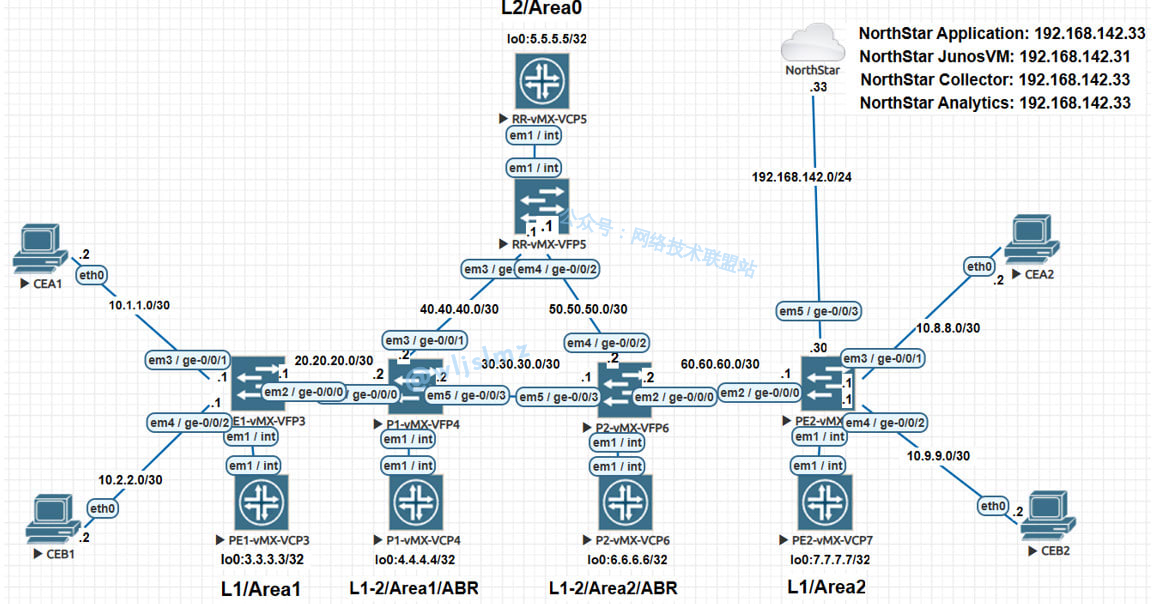 L2/Area0
lo0:5.5.5.5/32
RR-vMX-VCP5
em1 / int
em1 / int
RR-vMX-VFP5
.1
.1
em3 / ge-
em4 / ge-0/0/2
40.40.40.0/30
50.50.50.0/30
NorthStar
.33
NorthStar Application: 192.168.142.33
NorthStar JunosVM: 192.168.142.31
NorthStar Collector: 192.168.142.33
NorthStar Analytics: 192.168.142.33
192.168.142.0/24
em5 / ge-0/0/3
.30
公众号：网络技术联盟站
@wljslmz
.2
eth0
CEA1
10.1.1.0/30
em3 / ge-0/0/1
.1
.1
20.20.20.0/30
.1
em2 / ge-0/0/0
E1-vMX-VFP3
em4 / ge-0/0/2
em1 / int
em1 / int
10.2.2.0/30
eth0
.2
CEB1
em3 / ge-0/0/1
.2
.2
/ ge-0/0/0
.2
30.30.30.0/30
em5 / ge-0/0/3
P1-vMX-VFP4
em1 / int
em1 / int
em4 / ge-0/0/2
.2
.1
.2
em5 / ge-0/0/3
em2 / ge-0/0/0
60.60.60.0/30
P2-vMX-VFP6
em1 / int
em1 / int
.1
em2 / ge-0/0/0
em3 / ge-0/0/1
.1
.1
PE2-vMX
em4 / ge-0/0/2
em1 / int
em1 / int
eth0
.2
CEA2
10.8.8.0/30
10.9.9.0/30
eth0
.2
CEB2
PE1-vMX-VCP3
P1-vMX-VCP4
P2-vMX-VCP6
PE2-vMX-VCP7
lo0:3.3.3.3/32
lo0:4.4.4.4/32
lo0:6.6.6.6/32
lo0:7.7.7.7/32
L1/Area1
L1-2/Area1/ABR
L1-2/Area2/ABR
L1/Area2